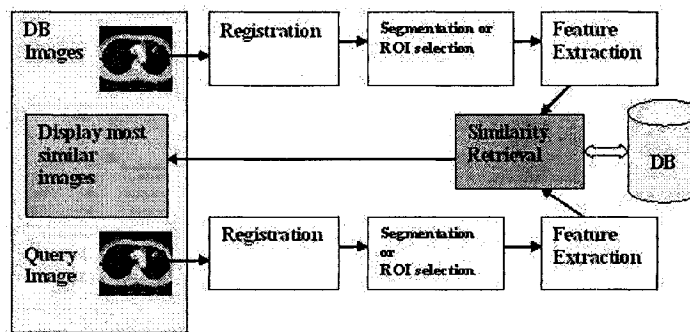 DB
Images
Registration
Segmentation or
ROI selection
Feature
Extraction
Display most
similar
images
Similarity
Retrieval
DB
Query
Image
Registration
Segmentation
or
ROI selection
Feature
Extraction